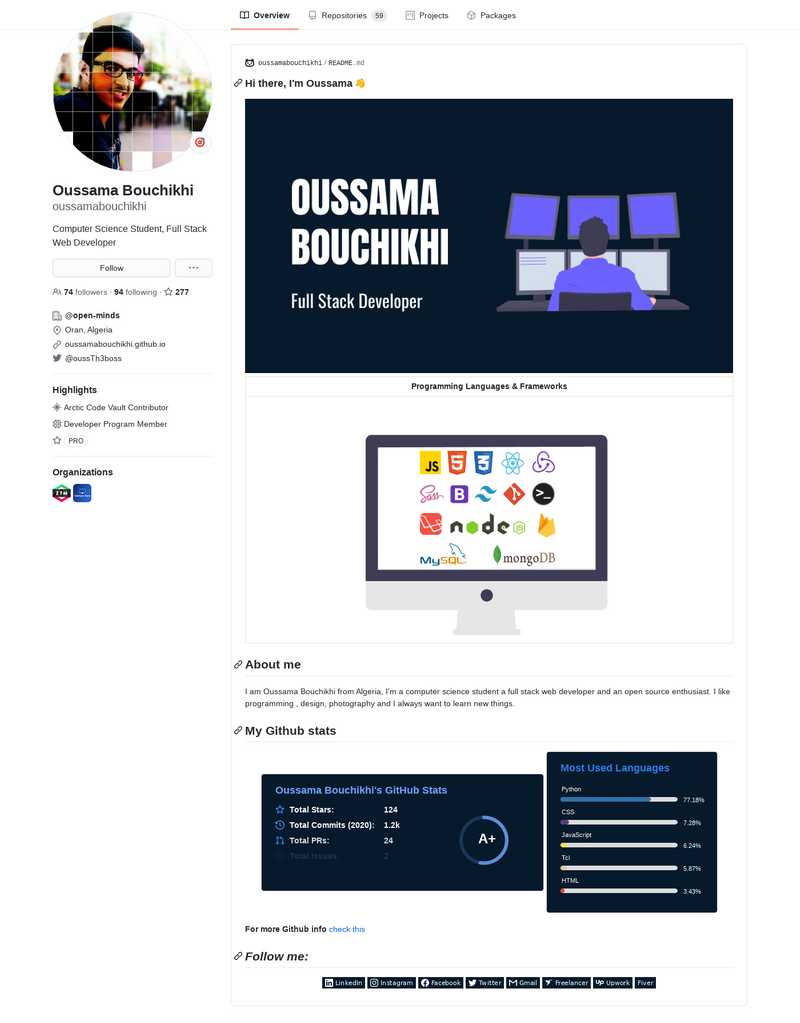 Overview
Repositories 59
Projects
Packages
Oussama Bouchikhi
oussamabouchikhi
Computer Science Student, Full Stack
Web Developer
Follow
74 followers · 94 following · 277
@open-minds
Oran, Algeria
oussamabouchikhi.github.io
@oussTh3boss
Highlights
Arctic Code Vault Contributor
Developer Program Member
PRO
Organizations
ZTM
oussamabouchikhi / README.md
Hi there, I'm Oussama 👋
OUSSAMA
BOUCHIKHI
Full Stack Developer
Programming Languages & Frameworks
JS
Sass B
node JS
MySQL mongoDB
About me
I am Oussama Bouchikhi from Algeria, I'm a computer science student a full stack web developer and an open source enthusiast. I like
programming , design, photography and I always want to learn new things.
My Github stats
Oussama Bouchikhi's GitHub Stats
Total Stars: 124
Total Commits (2020): 1.2k
Total PRs: 24
Total Issues: 2
A+
Most Used Languages
Python
77.18%
CSS
7.28%
JavaScript
6.24%
Tcl
5.87%
HTML
3.43%
For more Github info check this
Follow me:
LinkedIn Instagram Facebook Twitter Gmail Freelancer Upwork Fiver